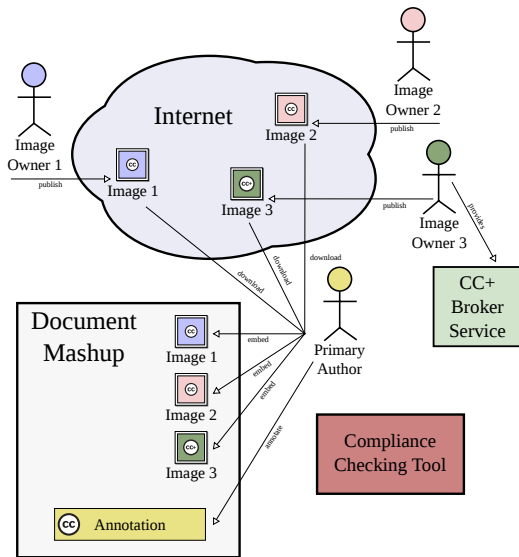 Internet
cc
Image 2
Image
Owner 2
publish
Image
Owner 1
publish
cc
Image 1
cc+
Image 3
publish
Image
Owner 3
provides
download
download
download
CC+
Broker
Service
Primary
Author
Document
Mashup
cc
Image 1
embed
cc
Image 2
embed
cc+
Image 3
embed
annotate
Compliance
Checking Tool
cc
Annotation